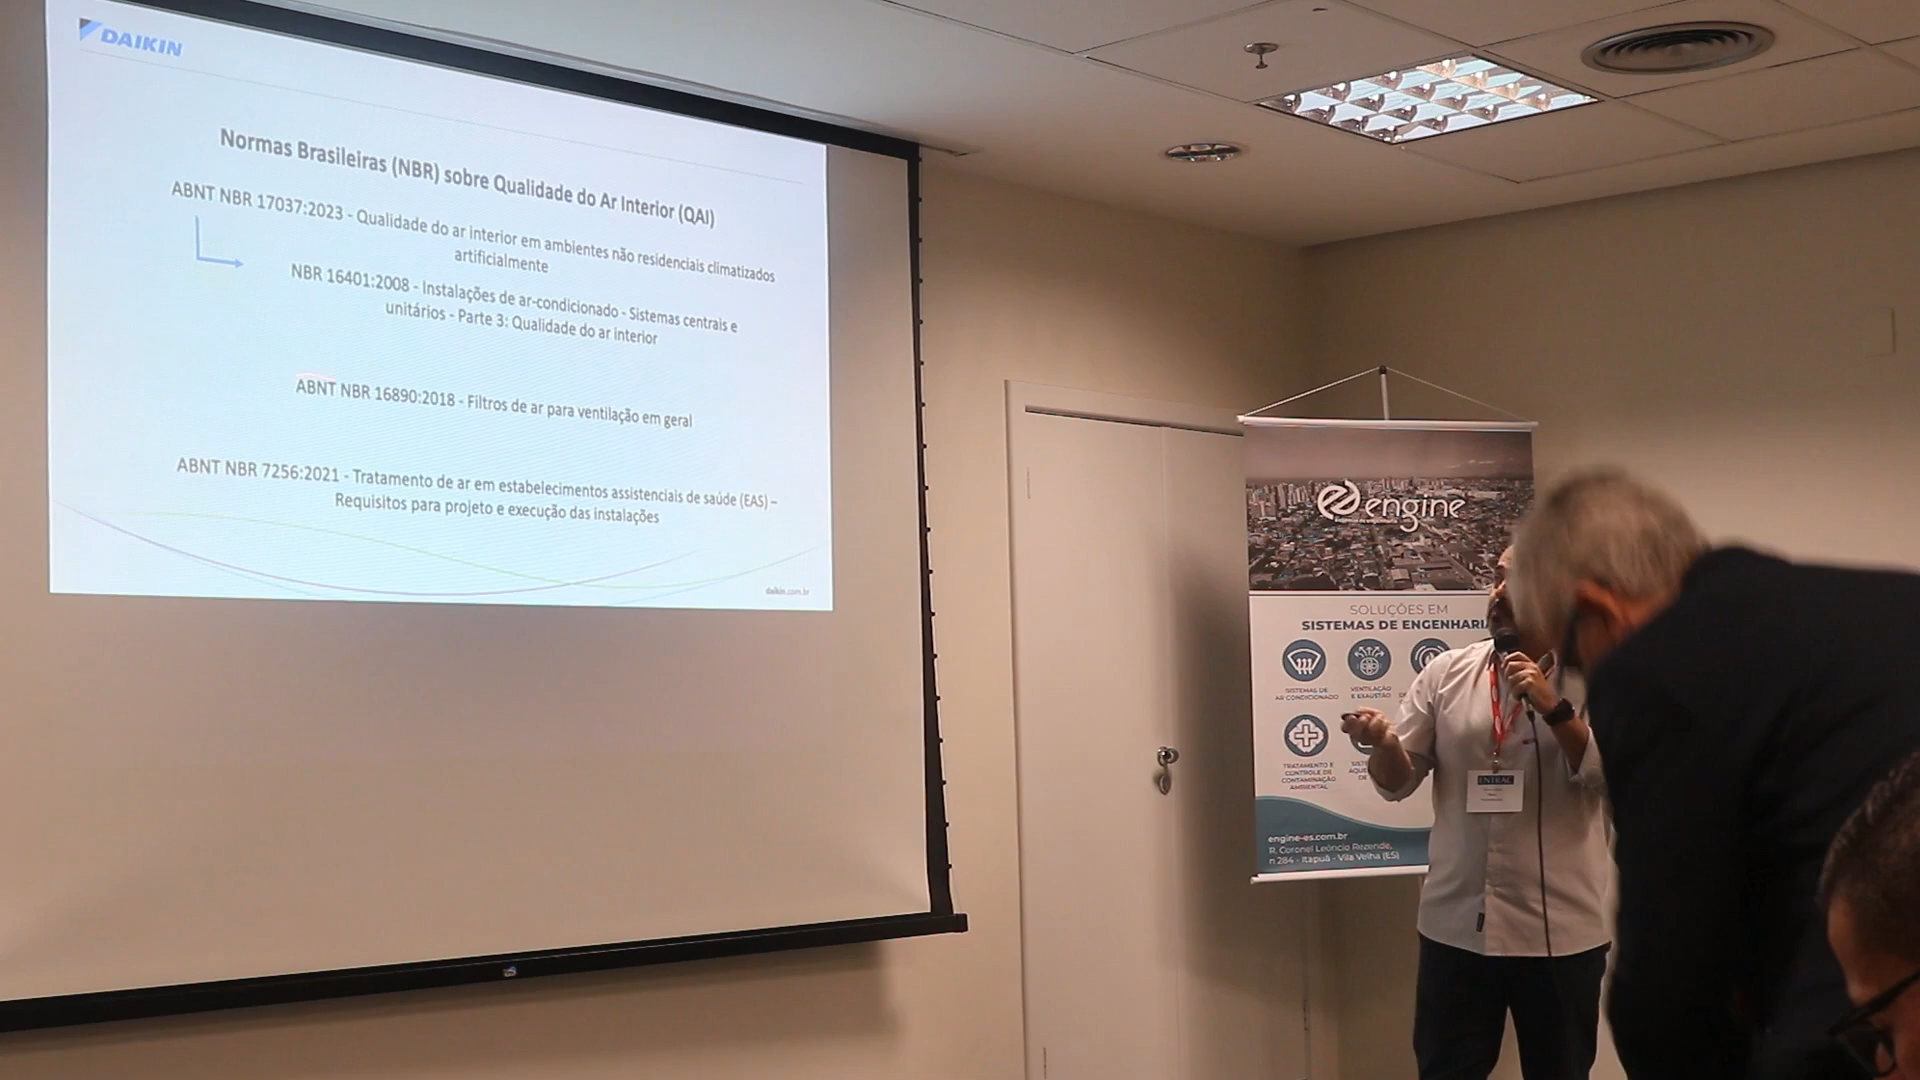 DAIKIN
Normas Brasileiras (NBR) sobre Qualidade do Ar Interior (QAI)
ABNT NBR 17037:2023 - Qualidade do ar interior em ambientes não residenciais climatizados
artificialmente
NBR 16401:2008 - Instalações de ar-condicionado - Sistemas centrais e
unitários - Parte 3: Qualidade do ar interior
ABNT NBR 16890:2018 - Filtros de ar para ventilação em geral
ABNT NBR 7256:2021 - Tratamento de ar em estabelecimentos assistenciais de saúde (EAS) –
Requisitos para projeto e execução das instalações
daikin.com.br
engine
SOLUÇÕES EM
SISTEMAS DE ENGENHARIA
SISTEMAS DE
AR CONDICIONADO
VENTILAÇÃO
E EXAUSTÃO
TRATAMENTO E
CONTROLE DE
CONTAMINAÇÃO
AMBIENTAL
engine-es.com.br
R. Coronel Leôncio Rezende,
n 284 - Itapuã - Vila Velha (ES)
ENTRAC